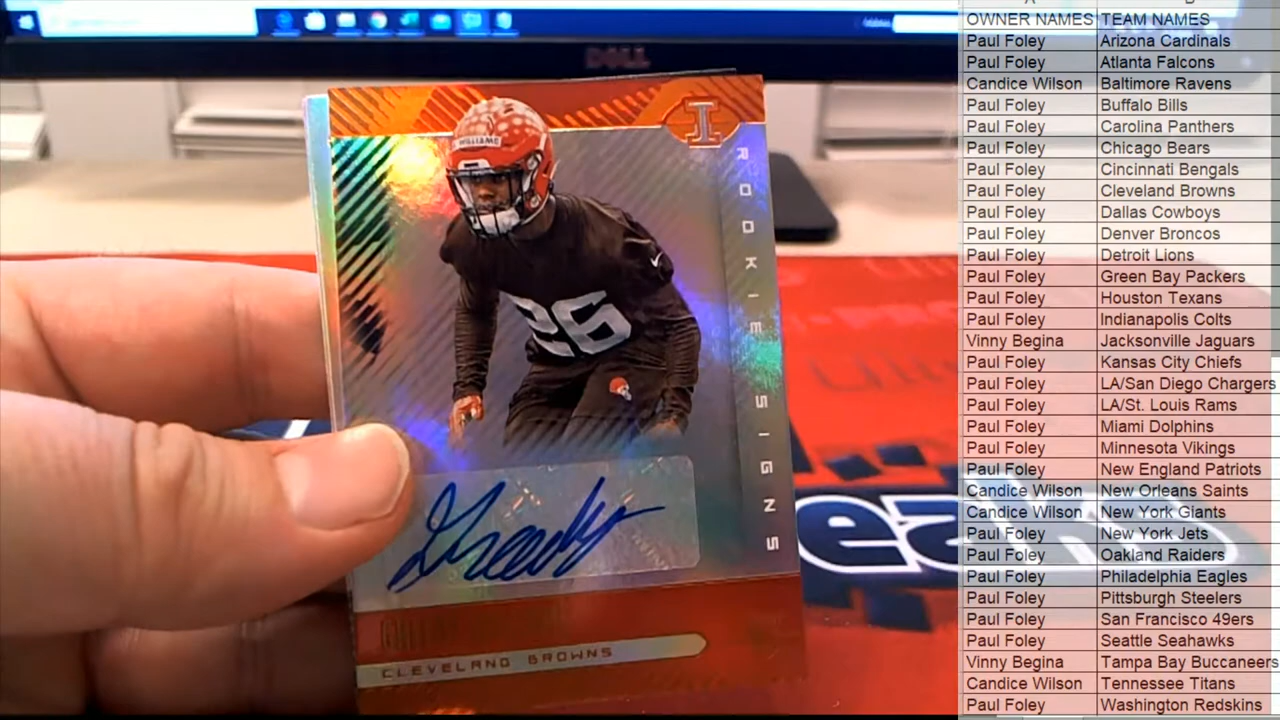 DELL
WILLIAMS
I
ROOKIE SIGNS
26
Greedy
CLEVELAND BROWNS
eaks
OWNER NAMES TEAM NAMES
Paul Foley Arizona Cardinals
Paul Foley Atlanta Falcons
Candice Wilson Baltimore Ravens
Paul Foley Buffalo Bills
Paul Foley Carolina Panthers
Paul Foley Chicago Bears
Paul Foley Cincinnati Bengals
Paul Foley Cleveland Browns
Paul Foley Dallas Cowboys
Paul Foley Denver Broncos
Paul Foley Detroit Lions
Paul Foley Green Bay Packers
Paul Foley Houston Texans
Paul Foley Indianapolis Colts
Vinny Begina Jacksonville Jaguars
Paul Foley Kansas City Chiefs
Paul Foley LA/San Diego Chargers
Paul Foley LA/St. Louis Rams
Paul Foley Miami Dolphins
Paul Foley Minnesota Vikings
Paul Foley New England Patriots
Candice Wilson New Orleans Saints
Candice Wilson New York Giants
Paul Foley New York Jets
Paul Foley Oakland Raiders
Paul Foley Philadelphia Eagles
Paul Foley Pittsburgh Steelers
Paul Foley San Francisco 49ers
Paul Foley Seattle Seahawks
Vinny Begina Tampa Bay Buccaneers
Candice Wilson Tennessee Titans
Paul Foley Washington Redskins